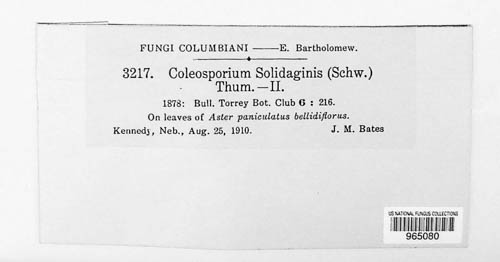 FUNGI COLUMBIANI —— E. Bartholomew.
3217. Coleosporium Solidaginis (Schw.)
Thum.—II.
1878: Bull. Torrey Bot. Club 6 : 216.
On leaves of Aster paniculatus bellidiflorus.
Kennedy, Neb., Aug. 25, 1910. J. M. Bates
US NATIONAL FUNGUS COLLECTIONS
965080